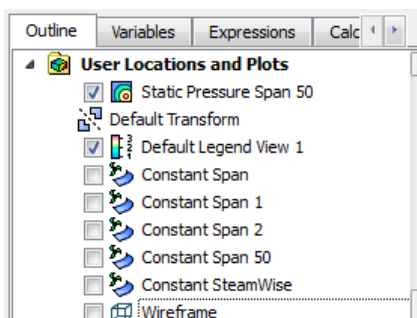 Outline Variables Expressions Calc
User Locations and Plots
Static Pressure Span 50
Default Transform
Default Legend View 1
Constant Span
Constant Span 1
Constant Span 2
Constant Span 50
Constant SteamWise
Wireframe